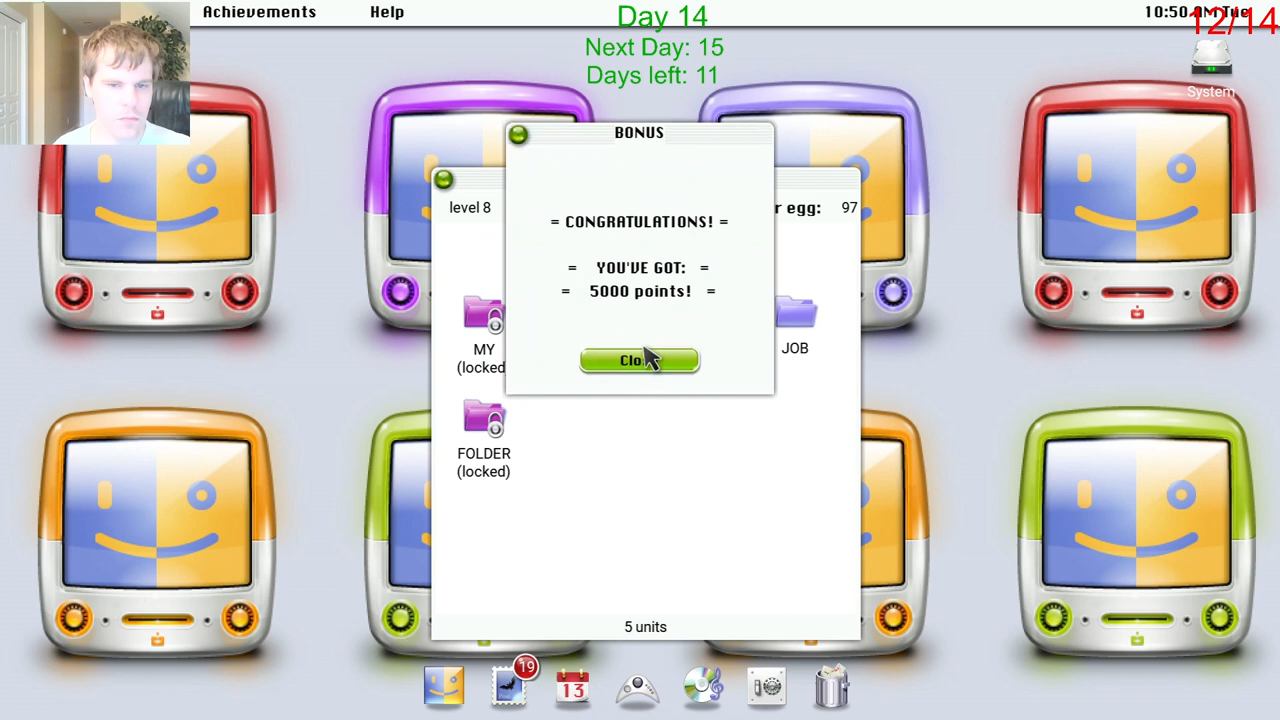 Achievements Help
Day 14
10:50 AM Tue
12/14
Next Day: 15
Days left: 11
System
BONUS
level 8
r egg: 97
= CONGRATULATIONS! =
= YOU'VE GOT: =
= 5000 points! =
MY
(locked
JOB
Clo
FOLDER
(locked)
5 units
19
13